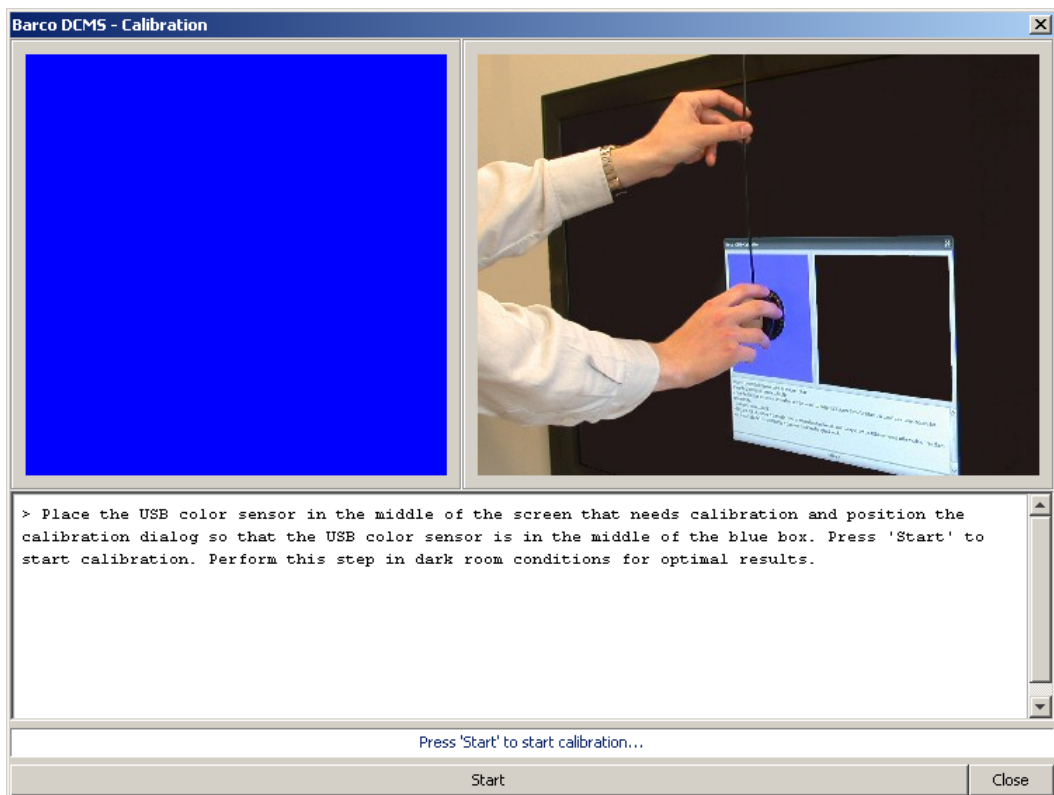 Barco DCMS - Calibration
> Place the USB color sensor in the middle of the screen that needs calibration and position the
calibration dialog so that the USB color sensor is in the middle of the blue box. Press 'Start' to
start calibration. Perform this step in dark room conditions for optimal results.
Press 'Start' to start calibration...
Start
Close